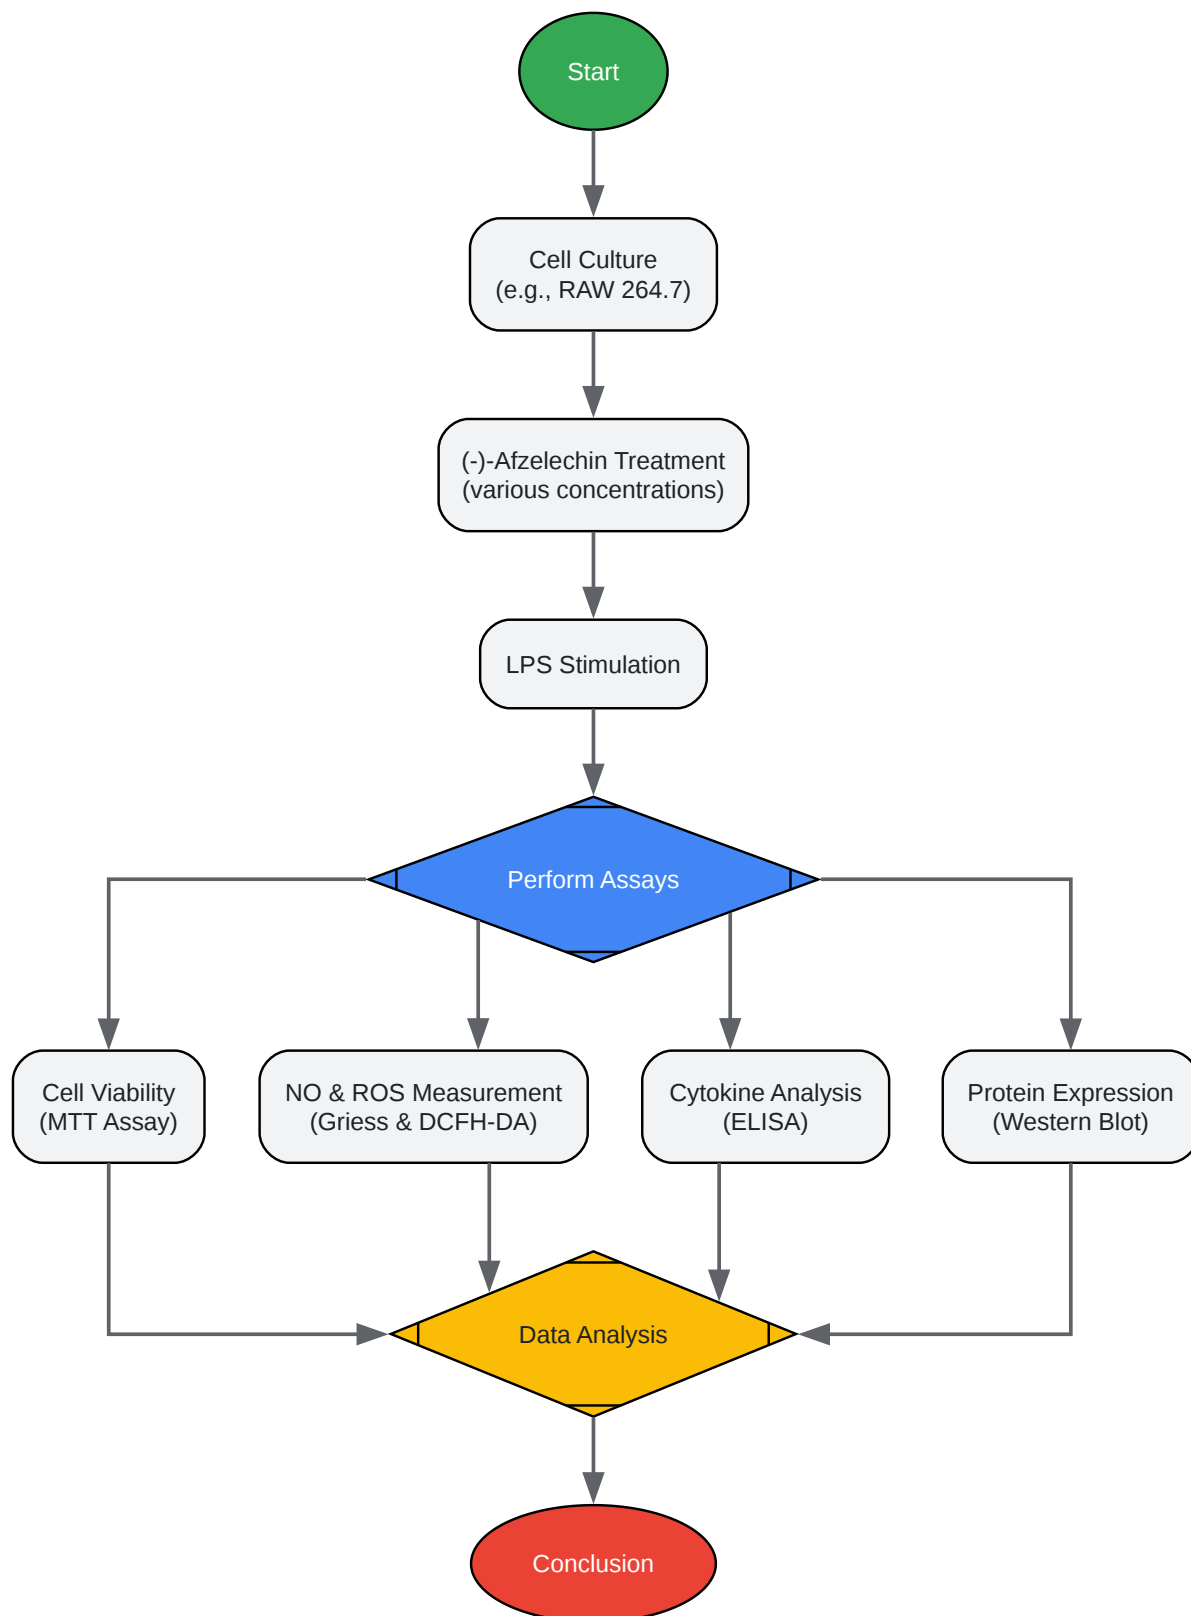 Start
Cell Culture
(e.g., RAW 264.7)
(-)-Afzelechin Treatment
(various concentrations)
LPS Stimulation
Perform Assays
Cell Viability
(MTT Assay)
NO & ROS Measurement
(Griess & DCFH-DA)
Cytokine Analysis
(ELISA)
Protein Expression
(Western Blot)
Data Analysis
Conclusion